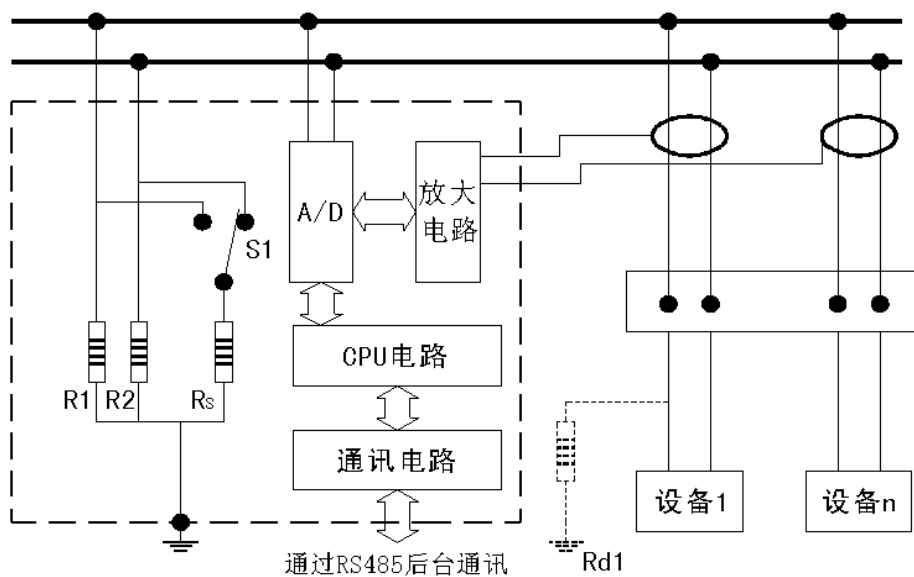 A/D
放大
电路
S1
CPU电路
R1
R2
Rs
通讯电路
设备1
设备n
Rd1
通过RS485后台通讯